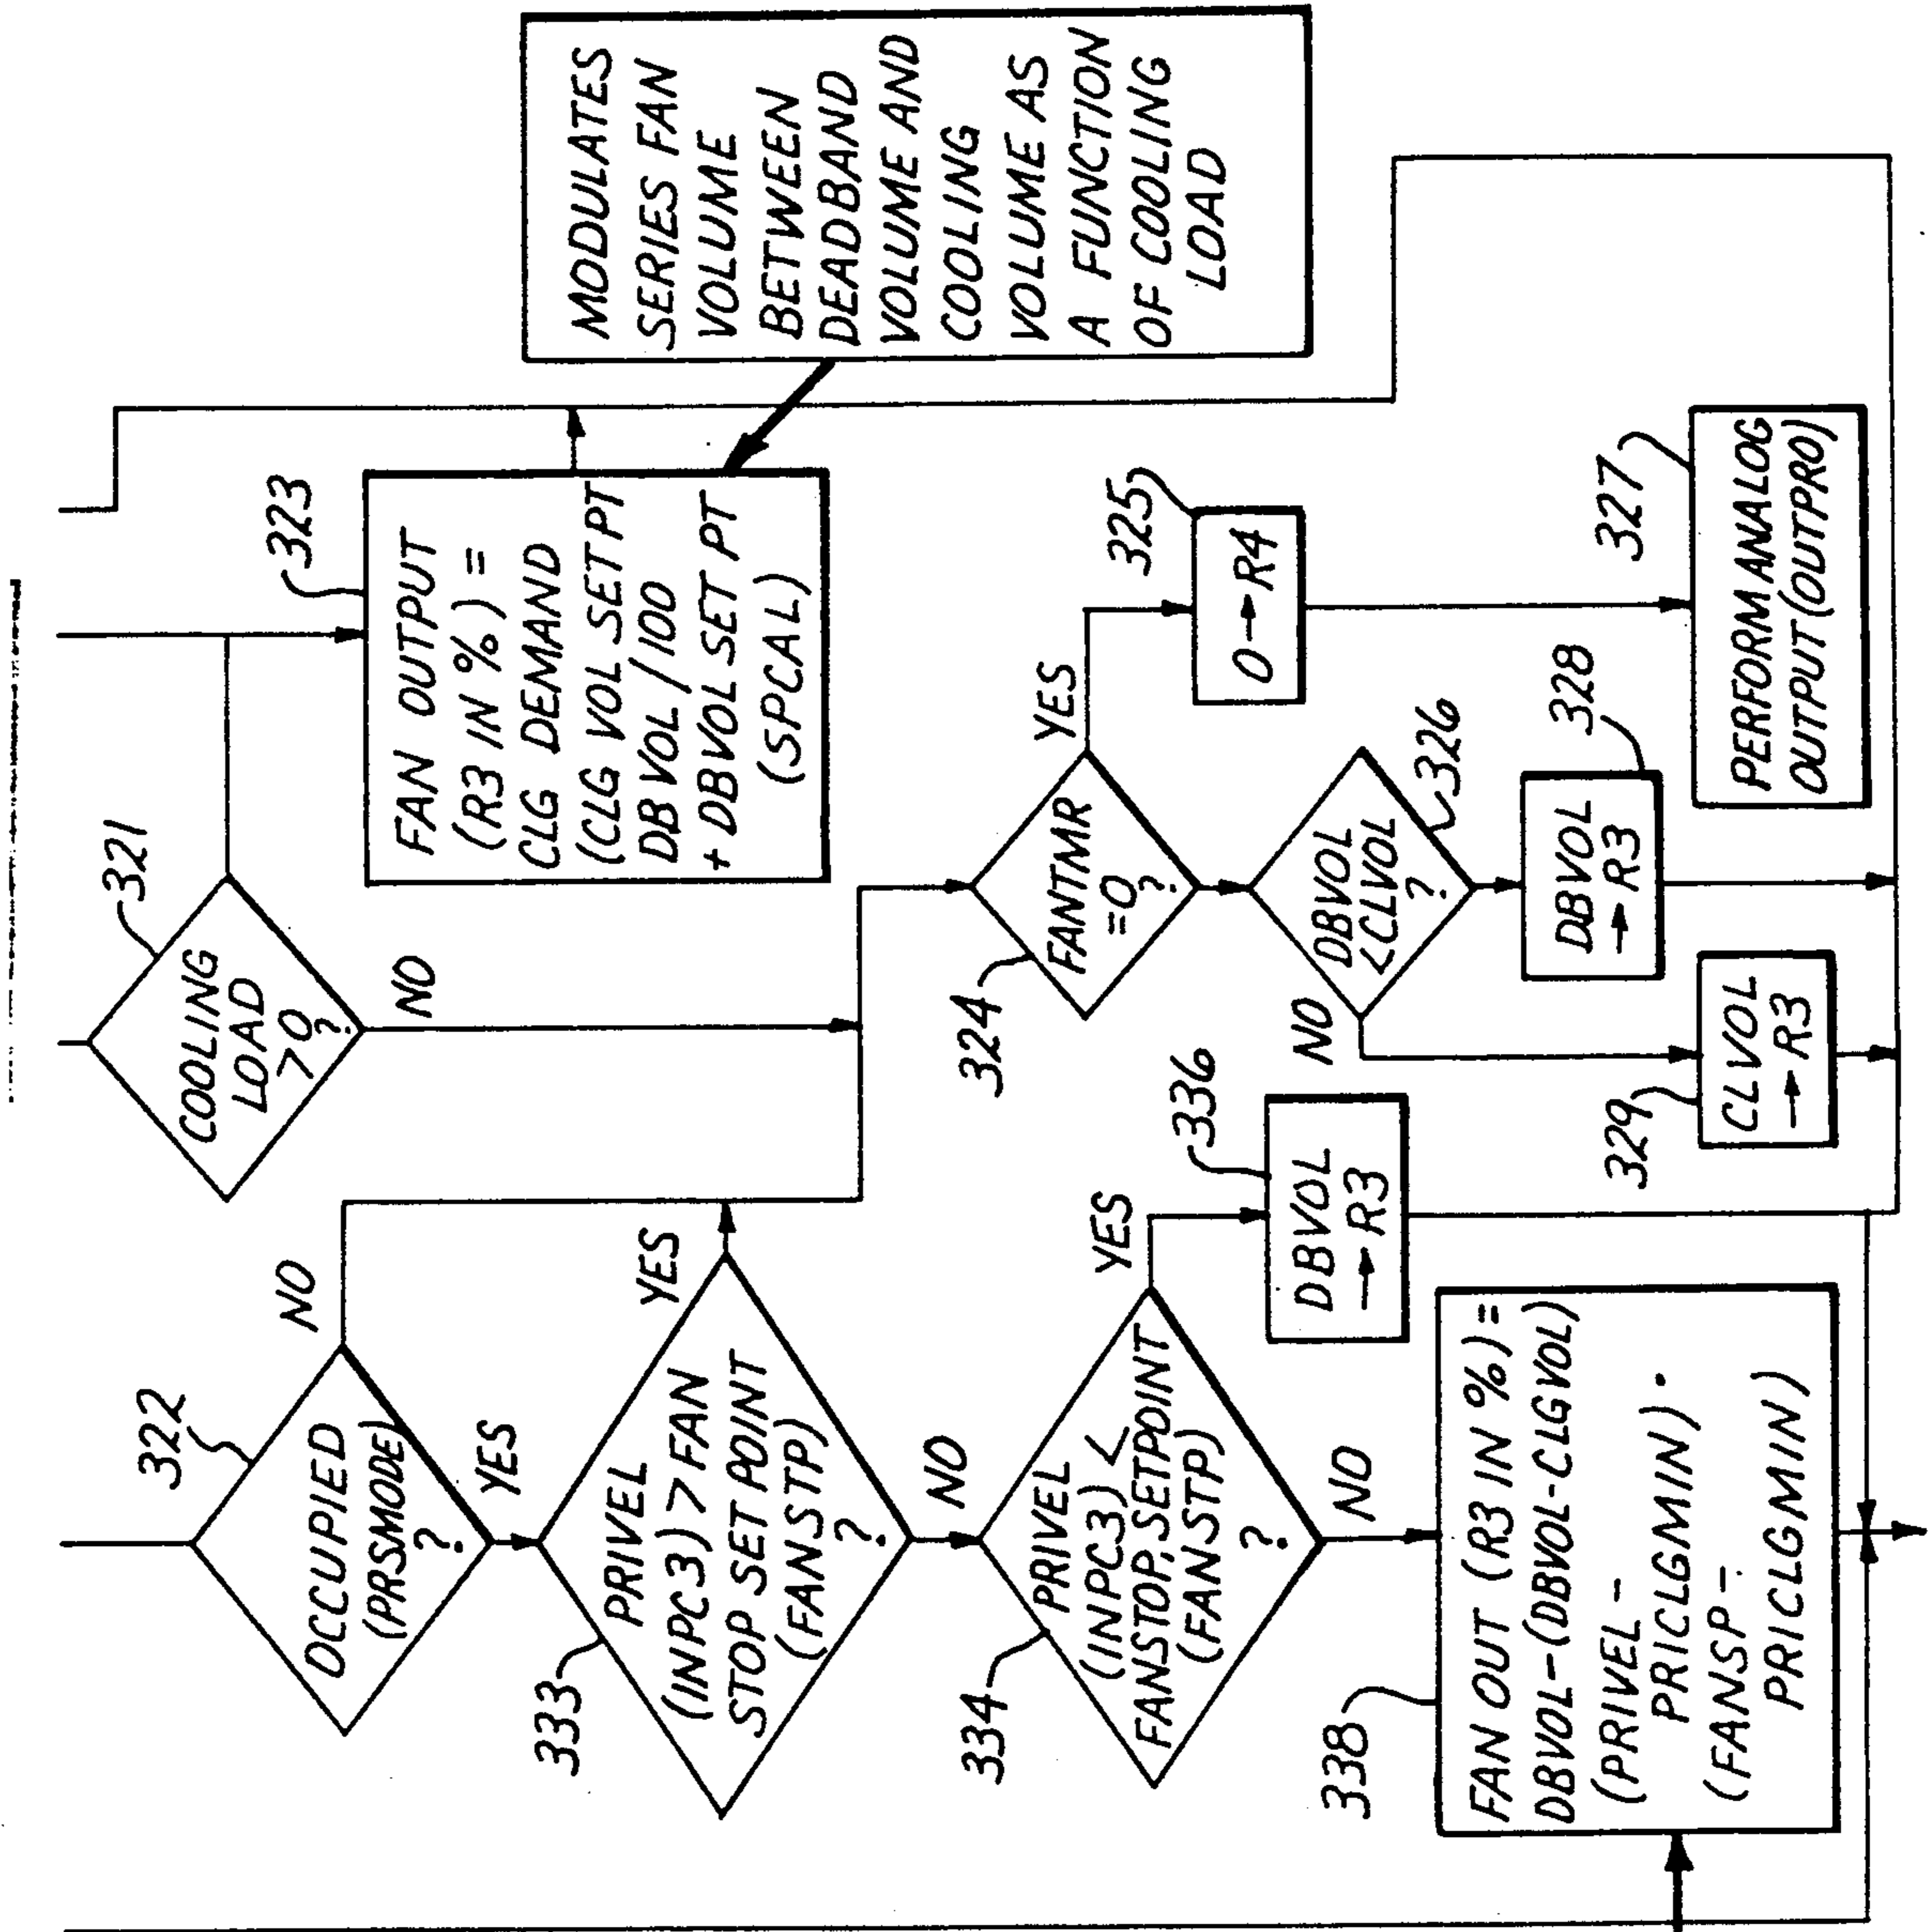 322
OCCUPIED
(PRSMODE)
?
NO
YES
333
PRIVEL
(INPC3) > FAN
STOP SET POINT
(FANSTP)
?
YES
NO
334
PRIVEL
(INPC3) <
FANSTOP, SETPOINT
(FANSTP)
?
YES
NO
336
DBVOL
→ R3
338
FAN OUT (R3 IN %) =
DBVOL-(DBVOL-CLGVOL)
(PRIVEL -
PRICLGMIN) •
(FANSP -
PRICLGMIN)
321
COOLING
LOAD
>0
?
NO
323
FAN OUTPUT
(R3 IN %) =
CLG DEMAND
(CLG VOL SETPT
DB VOL / 100
+ DBVOL SET PT
(SPCAL)
MODULATES
SERIES FAN
VOLUME
BETWEEN
DEADBAND
VOLUME AND
COOLING
VOLUME AS
A FUNCTION
OF COOLING
LOAD
324
FANTMR
=0
?
YES
325
0 → R4
326
DBVOL
<CLVOL
?
NO
328
DBVOL
→ R3
329
CLVOL
→ R3
327
PERFORM ANALOG
OUTPUT (OUTPRO)